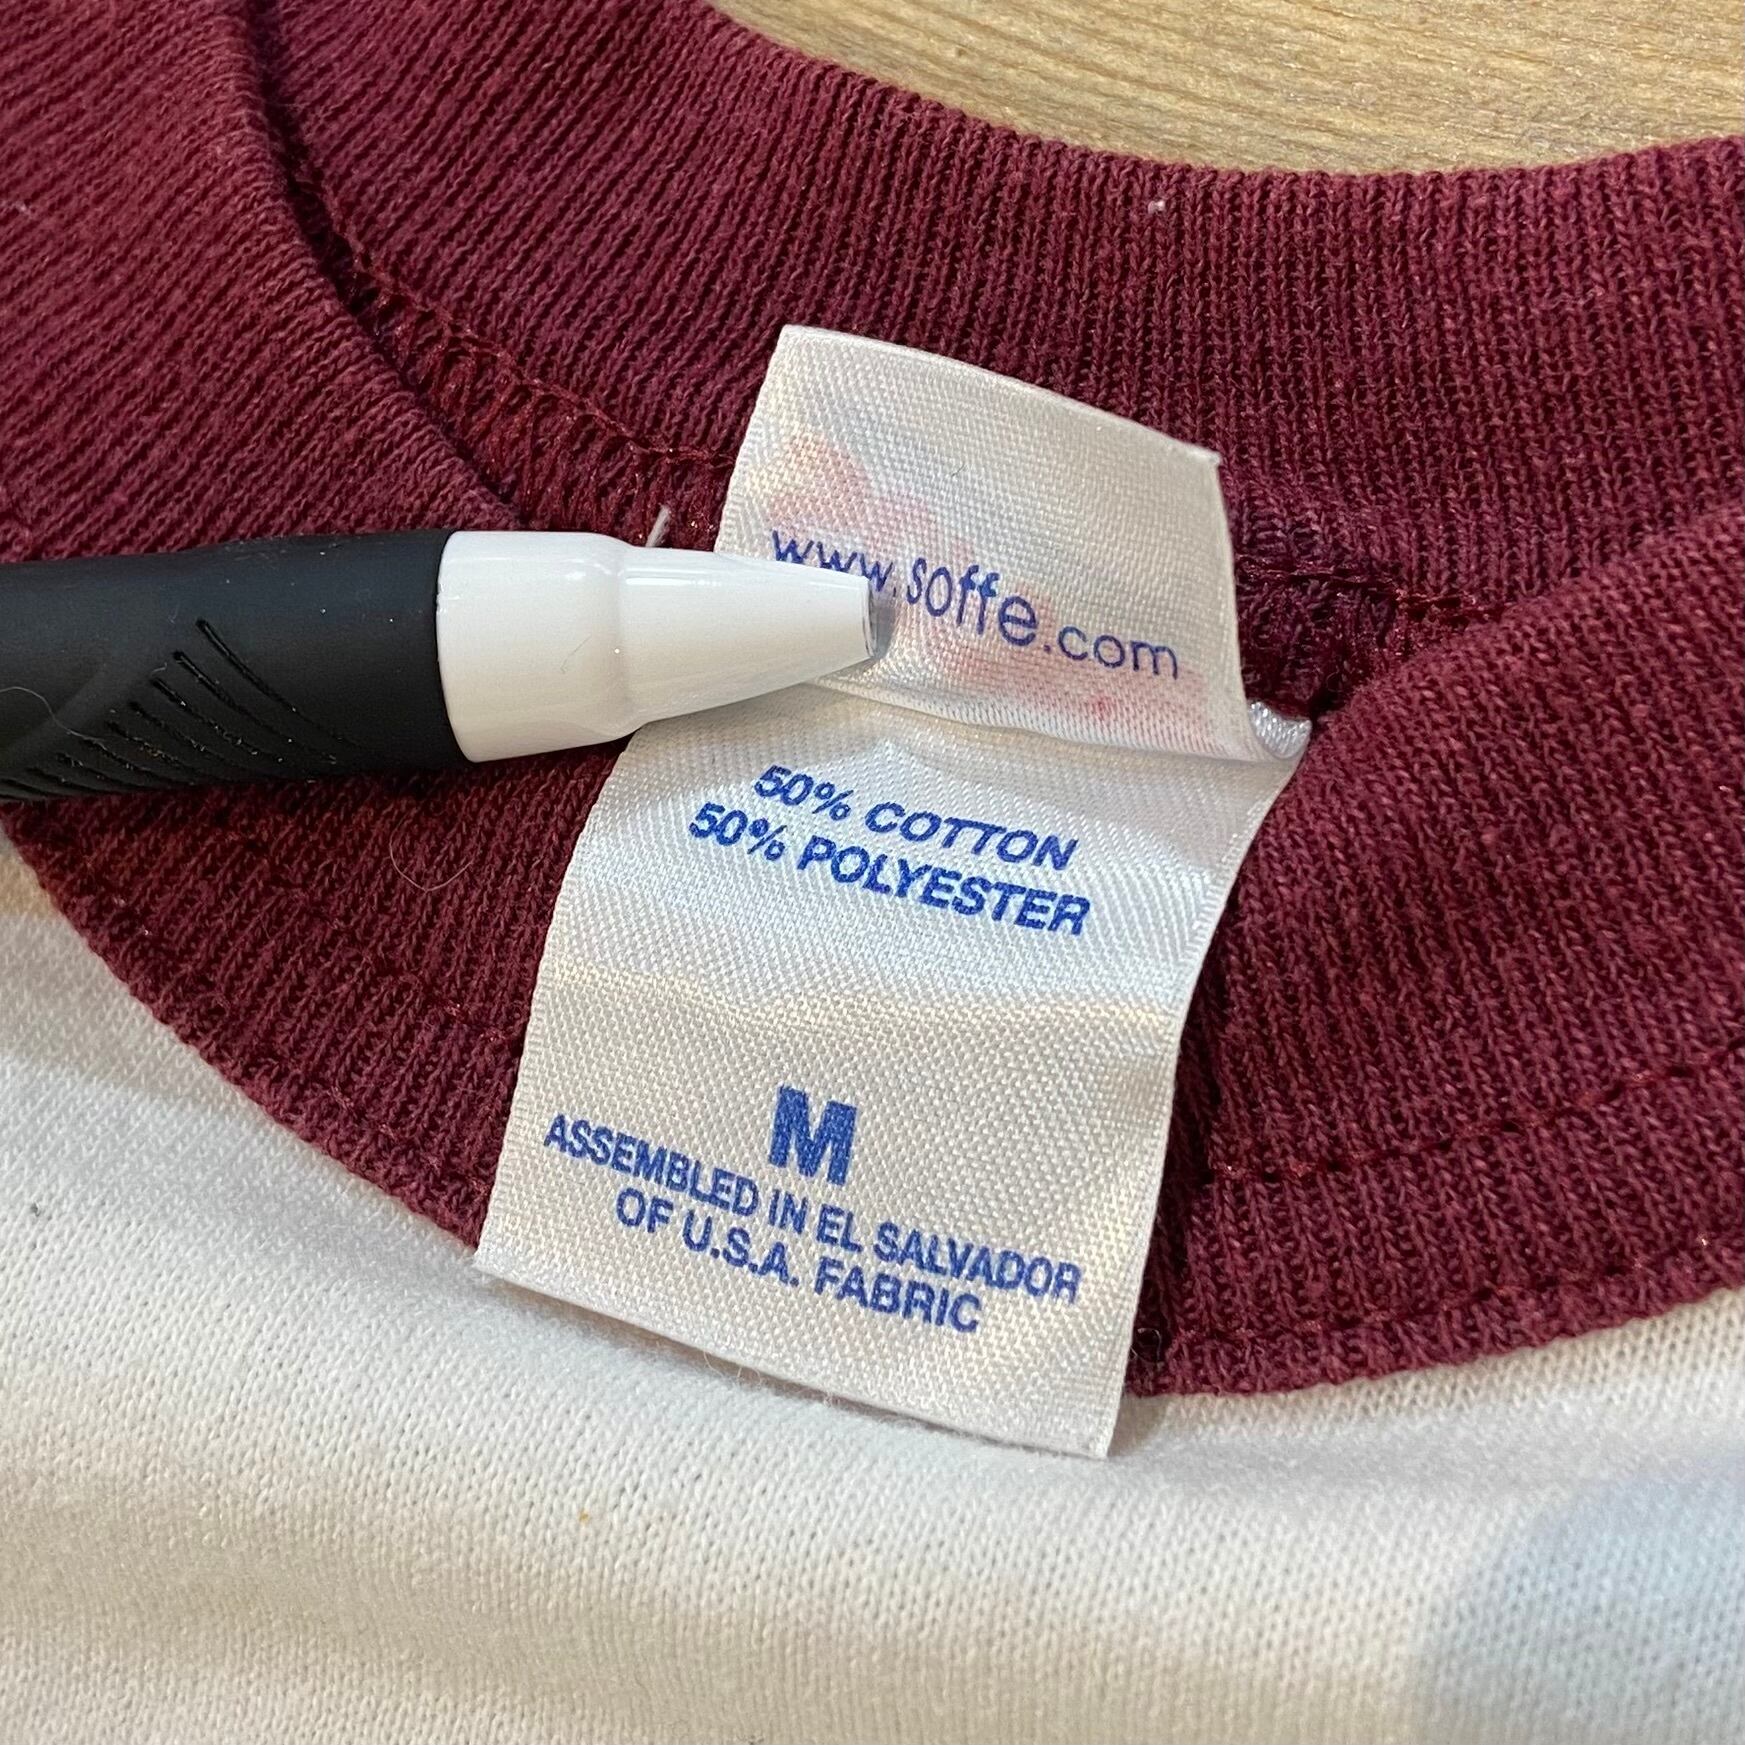 www.soffe.com
50% COTTON
50% POLYESTER
M
ASSEMBLED IN EL SALVADOR
OF U.S.A. FABRIC